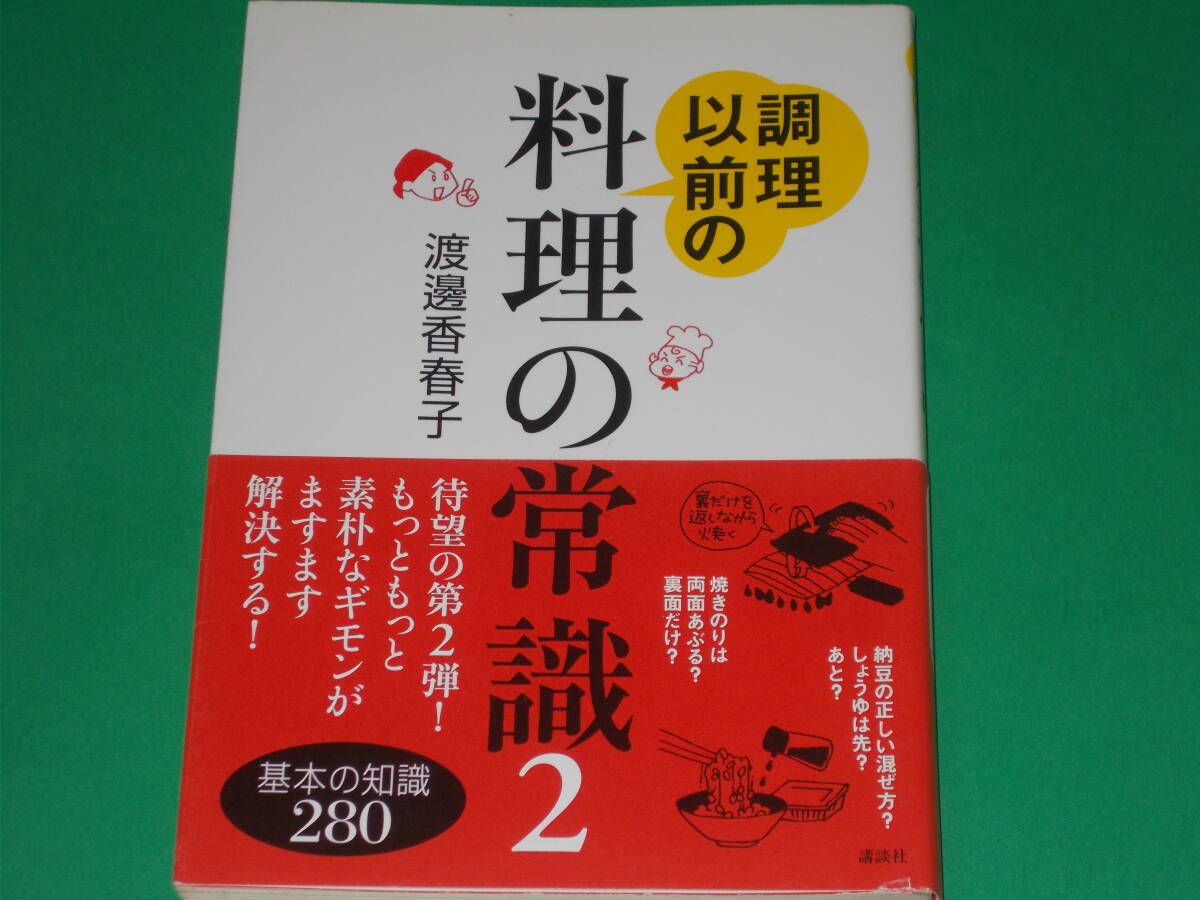 調理
以前の
料理の常識2
渡邊香春子
待望の第2弾!
もっともっと
素朴なギモンが
ますます
解決する!
基本の知識
280
裏だけを
返しながら
焼く
焼きのりは
両面あぶる?
裏面だけ?
納豆の正しい混ぜ方?
しょうゆは先?
あと?
講談社